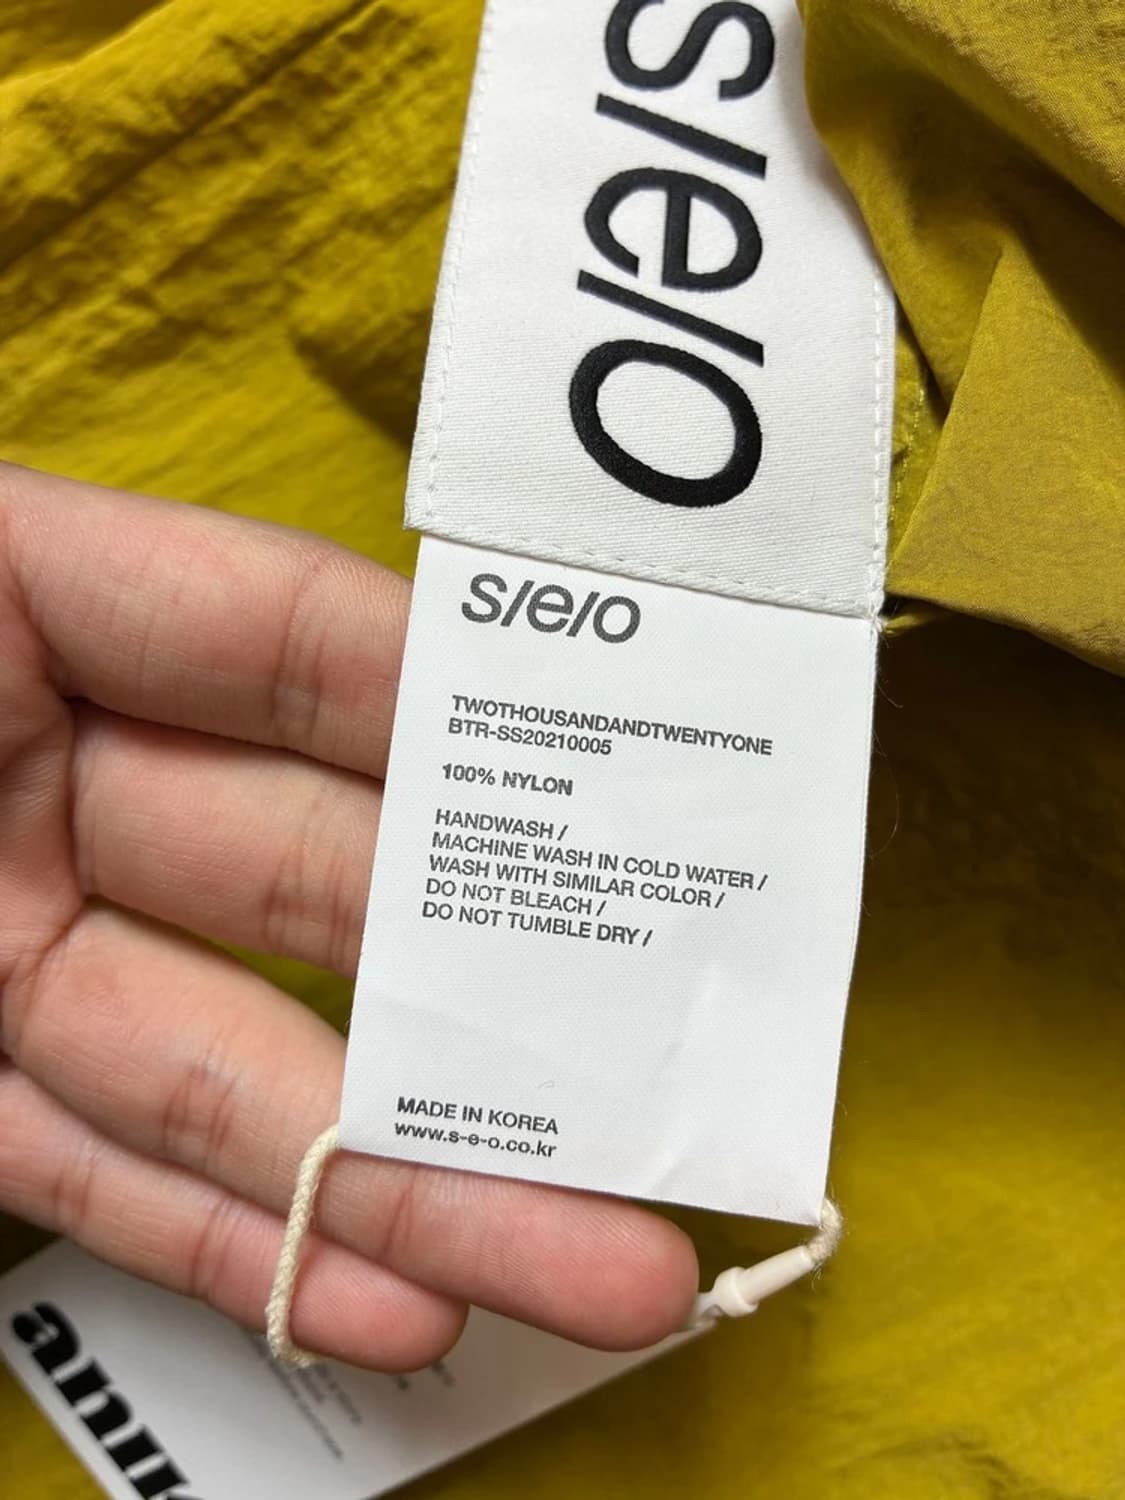 s/e/o
s/e/o
TWOTHOUSANDANDTWENTYONE
BTR-SS20210005
100% NYLON
HANDWASH /
MACHINE WASH IN COLD WATER /
WASH WITH SIMILAR COLOR /
DO NOT BLEACH /
DO NOT TUMBLE DRY /
MADE IN KOREA
www.s-e-o.co.kr